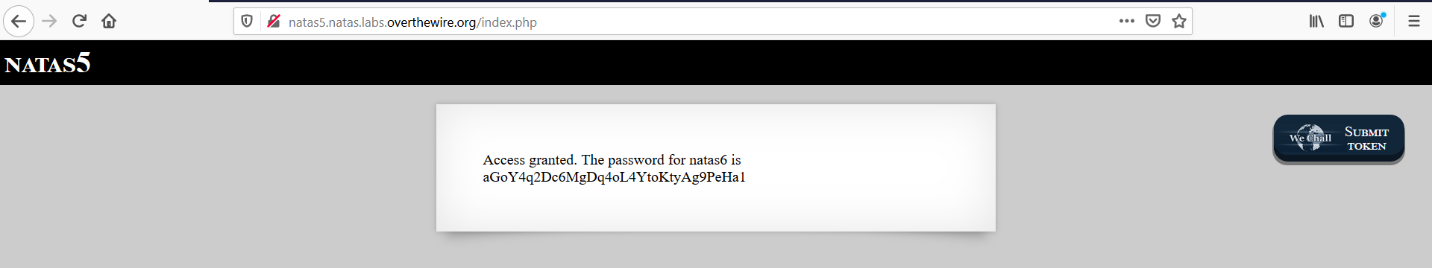 natas5.natas.labs.overthewire.org/index.php
NATAS5
Access granted. The password for natas6 is
aGoY4q2Dc6MgDq4oL4YtoKtyAg9PeHa1
We Chall
SUBMIT
TOKEN